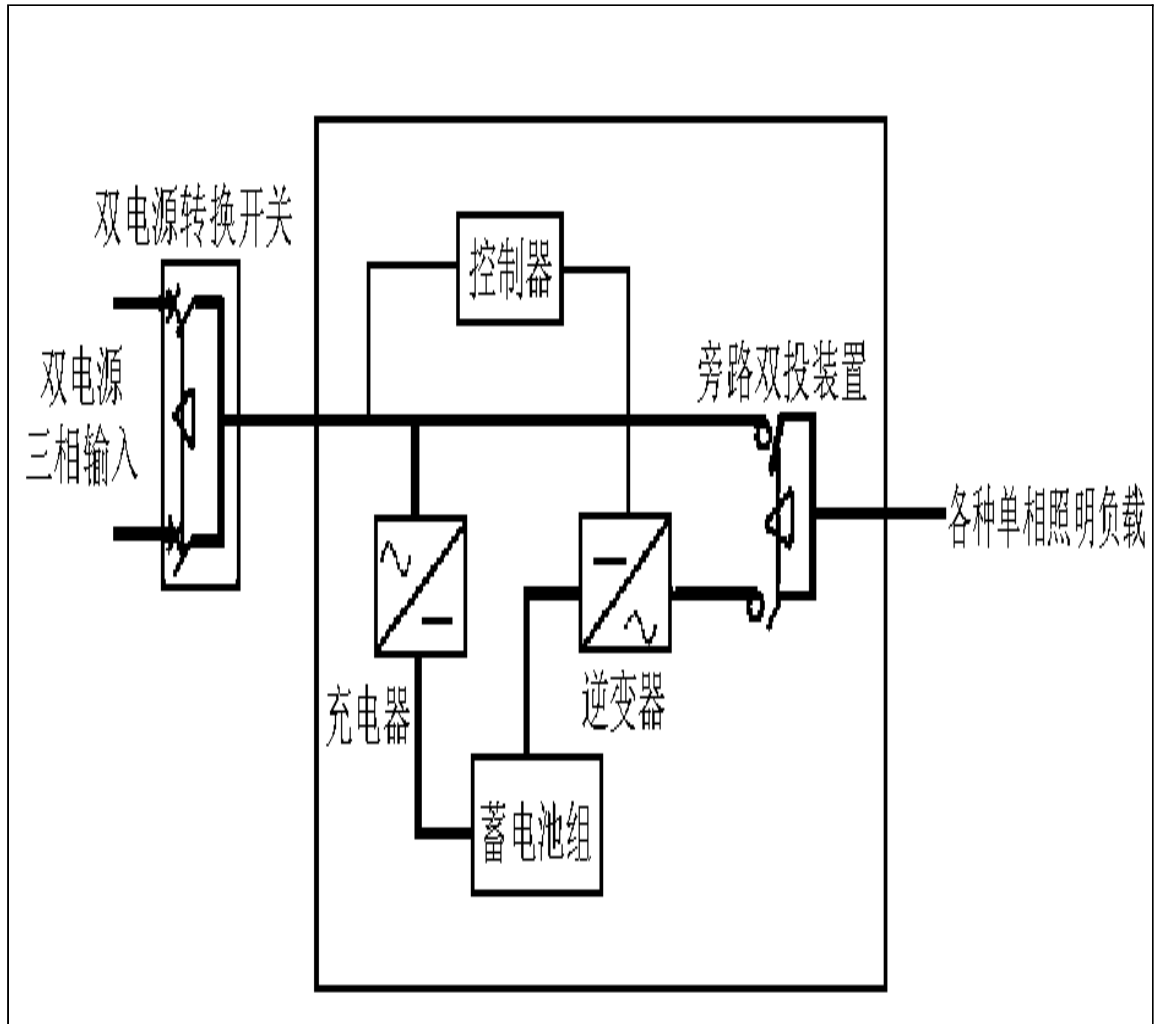 双电源转换开关
控制器
双电源
三相输入
旁路双投装置
各种单相照明负载
充电器
逆变器
蓄电池组